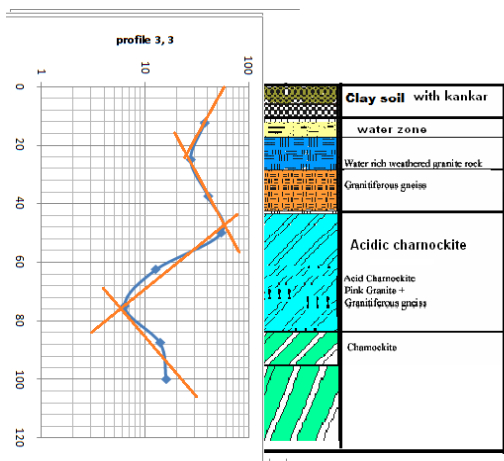 profile 3, 3
1 10 100
0
20
40
60
80
100
120
Clay soil with kankar
water zone
Water rich weathered granite rock
Granitiferous gneiss
Acidic charnockite
Acid Charnockite
Pink Granite +
Granitiferous gneiss
Charnockite